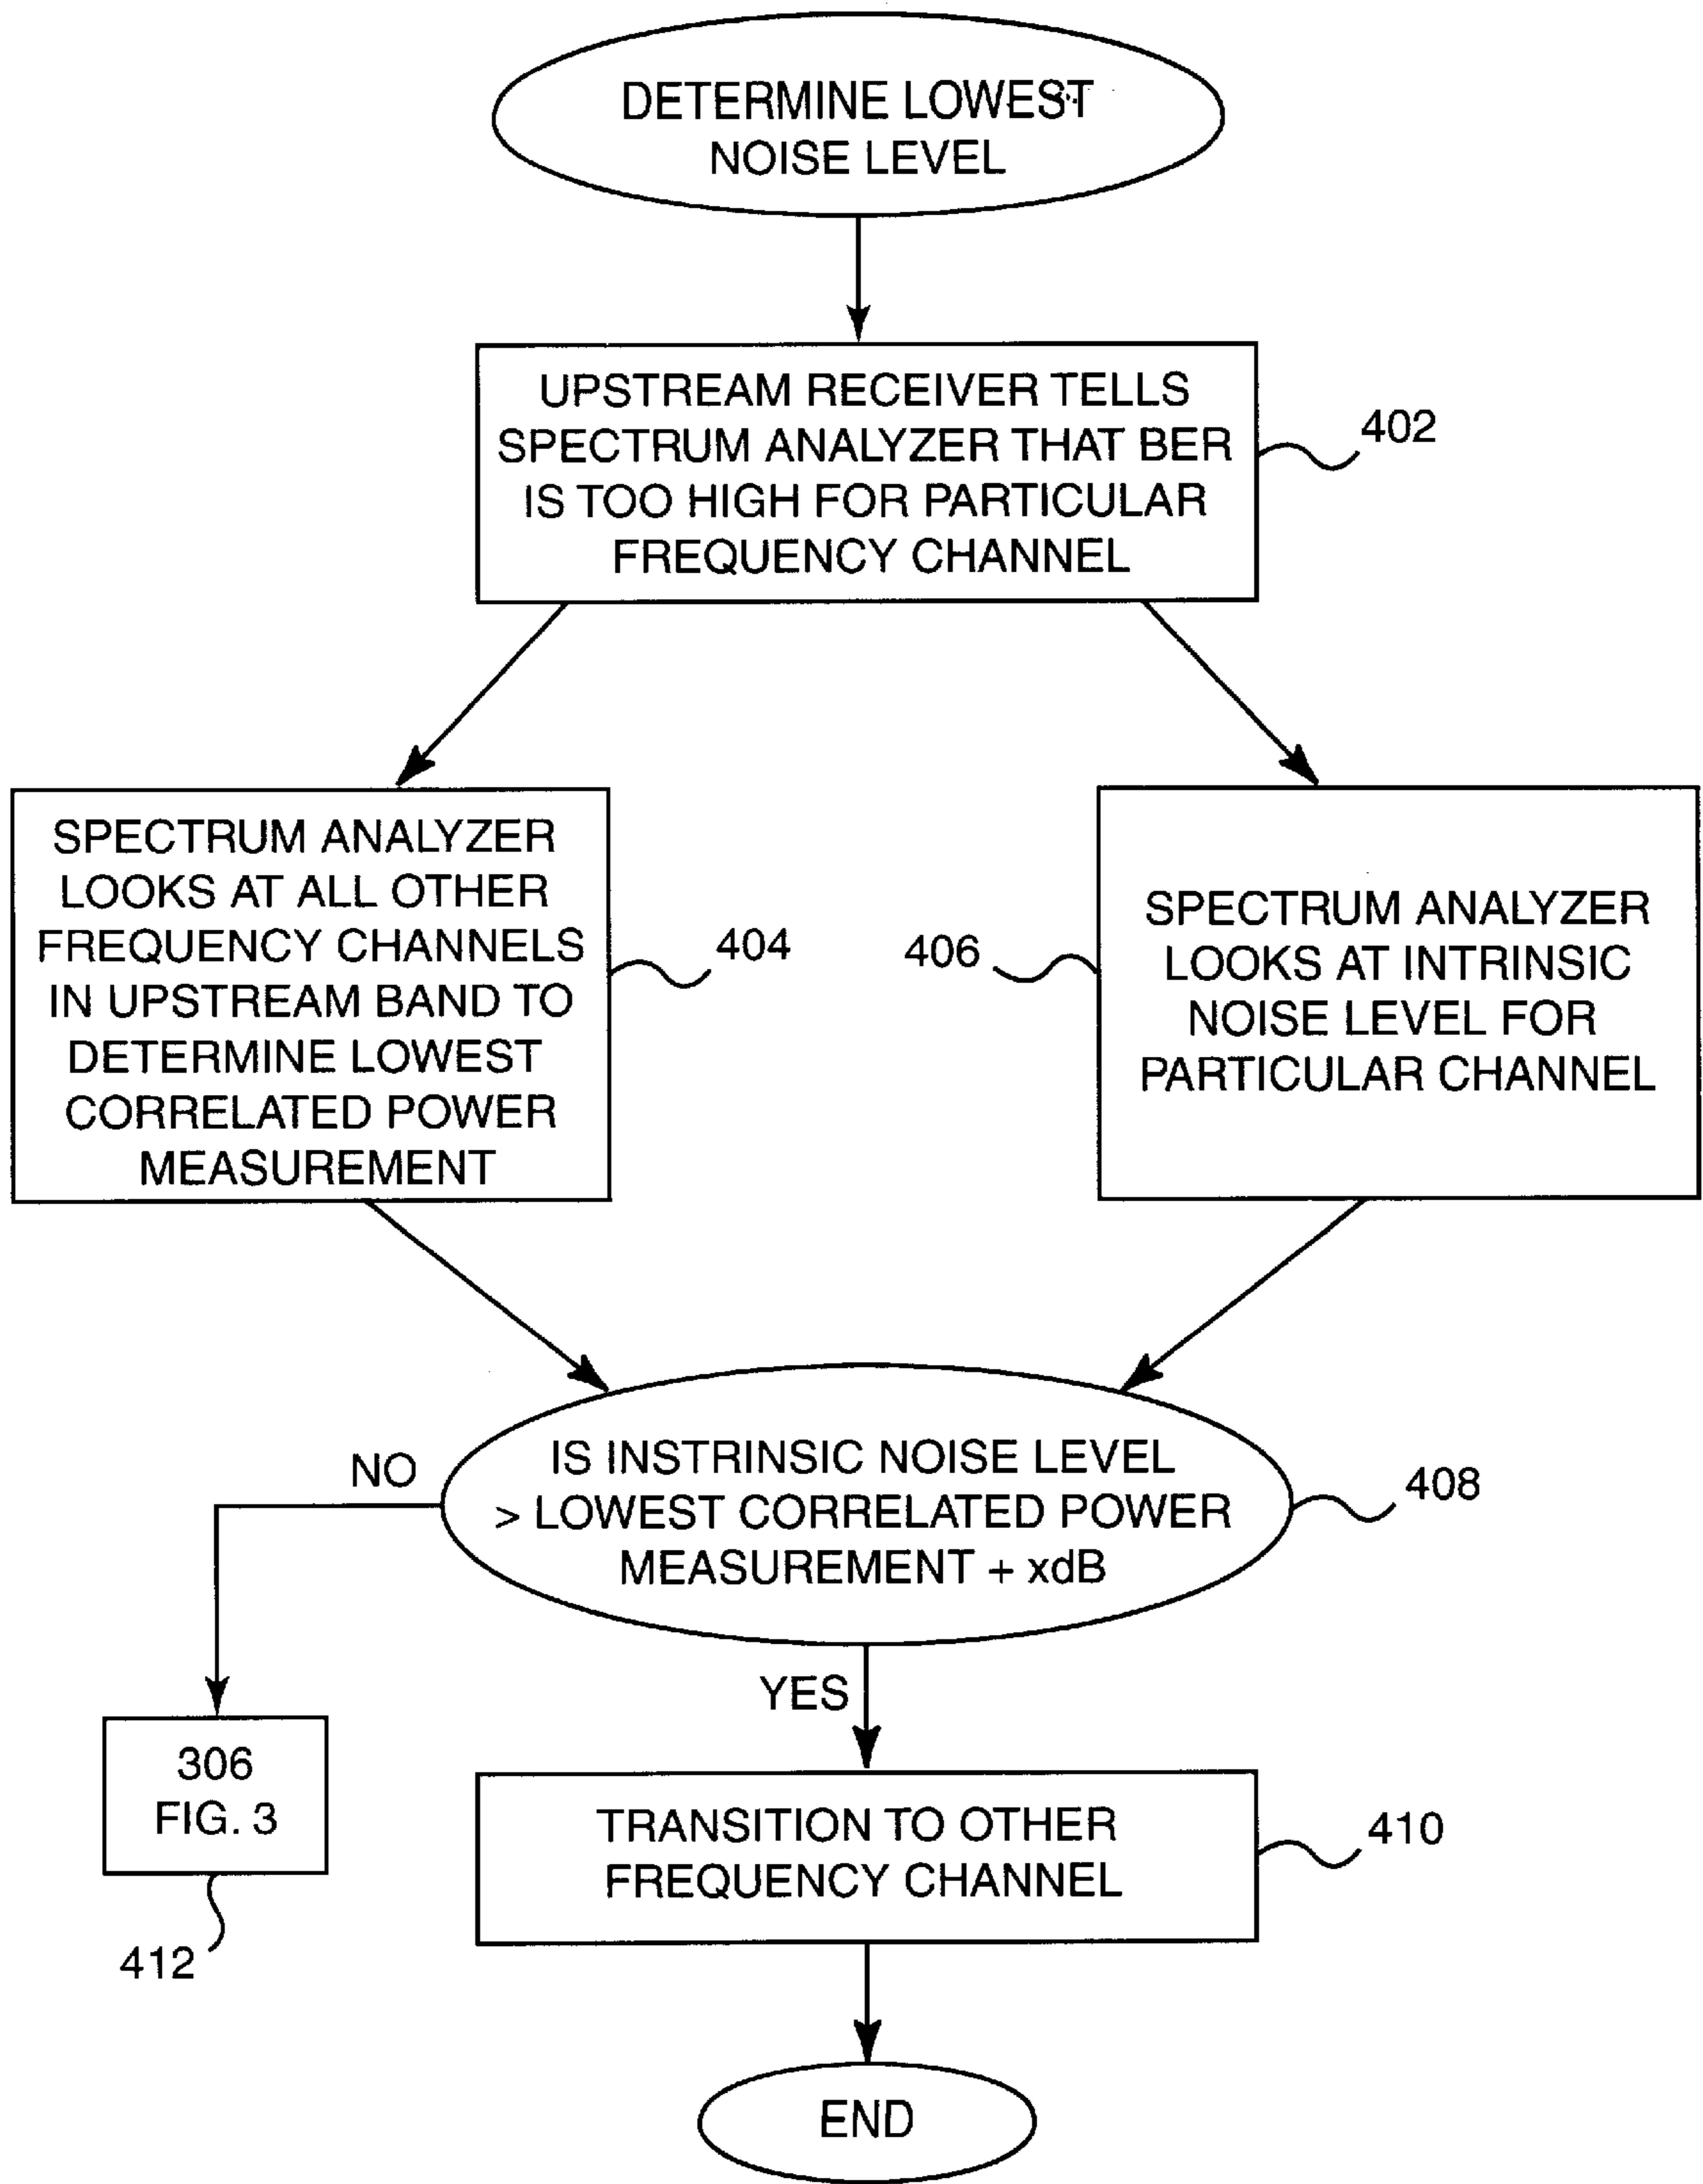 DETERMINE LOWEST
NOISE LEVEL
UPSTREAM RECEIVER TELLS
SPECTRUM ANALYZER THAT BER
IS TOO HIGH FOR PARTICULAR
FREQUENCY CHANNEL
402
SPECTRUM ANALYZER
LOOKS AT ALL OTHER
FREQUENCY CHANNELS
IN UPSTREAM BAND TO
DETERMINE LOWEST
CORRELATED POWER
MEASUREMENT
404
406
SPECTRUM ANALYZER
LOOKS AT INTRINSIC
NOISE LEVEL FOR
PARTICULAR CHANNEL
NO
IS INSTRINSIC NOISE LEVEL
> LOWEST CORRELATED POWER
MEASUREMENT + xdB
408
YES
306
FIG. 3
412
TRANSITION TO OTHER
FREQUENCY CHANNEL
410
END